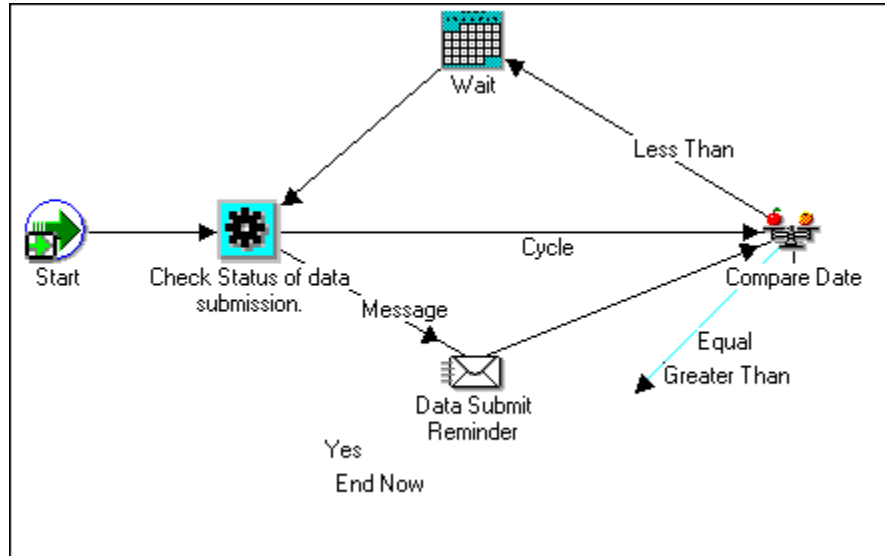 Wait
Less Than
Start
Check Status of data
submission.
Cycle
Compare Date
Message
Equal
Greater Than
Data Submit
Reminder
Yes
End Now